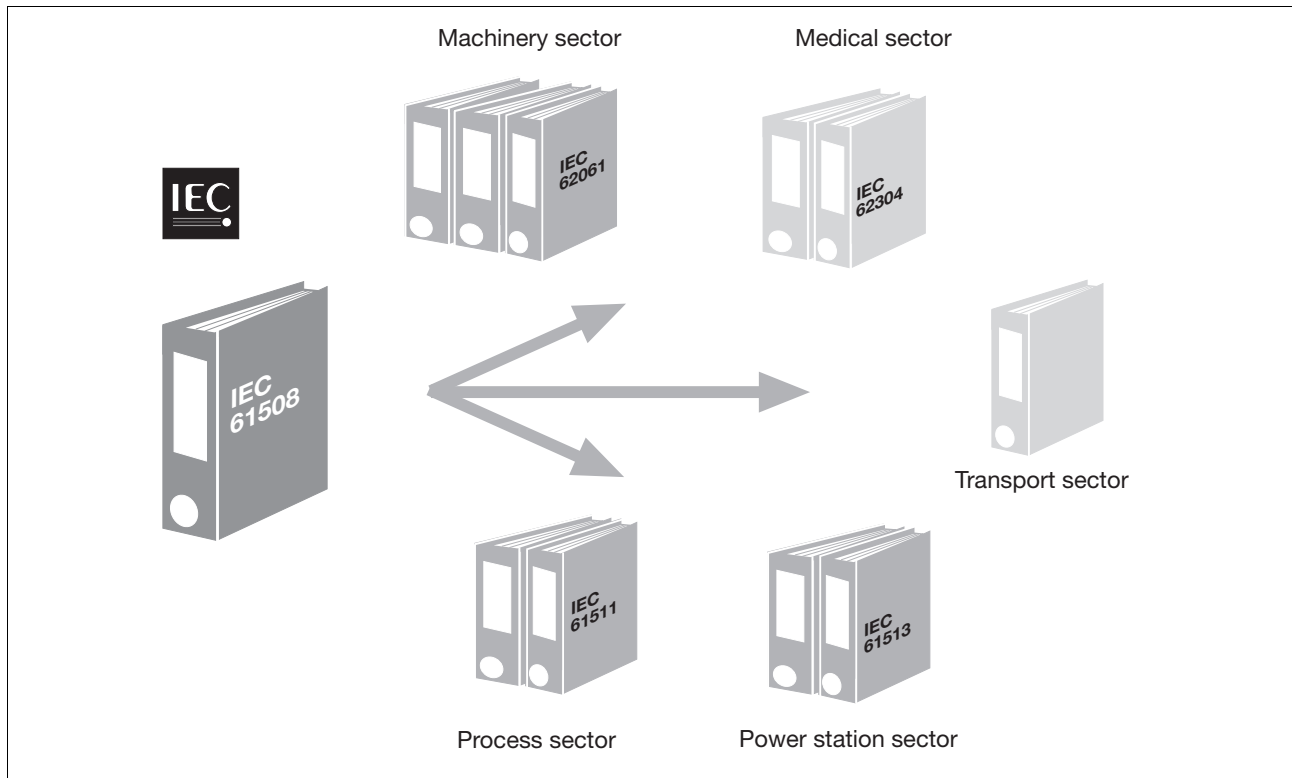 Machinery sector
Medical sector
IEC
62061
IEC
62304
IEC
IEC
61508
Transport sector
IEC
61511
IEC
61513
Process sector
Power station sector